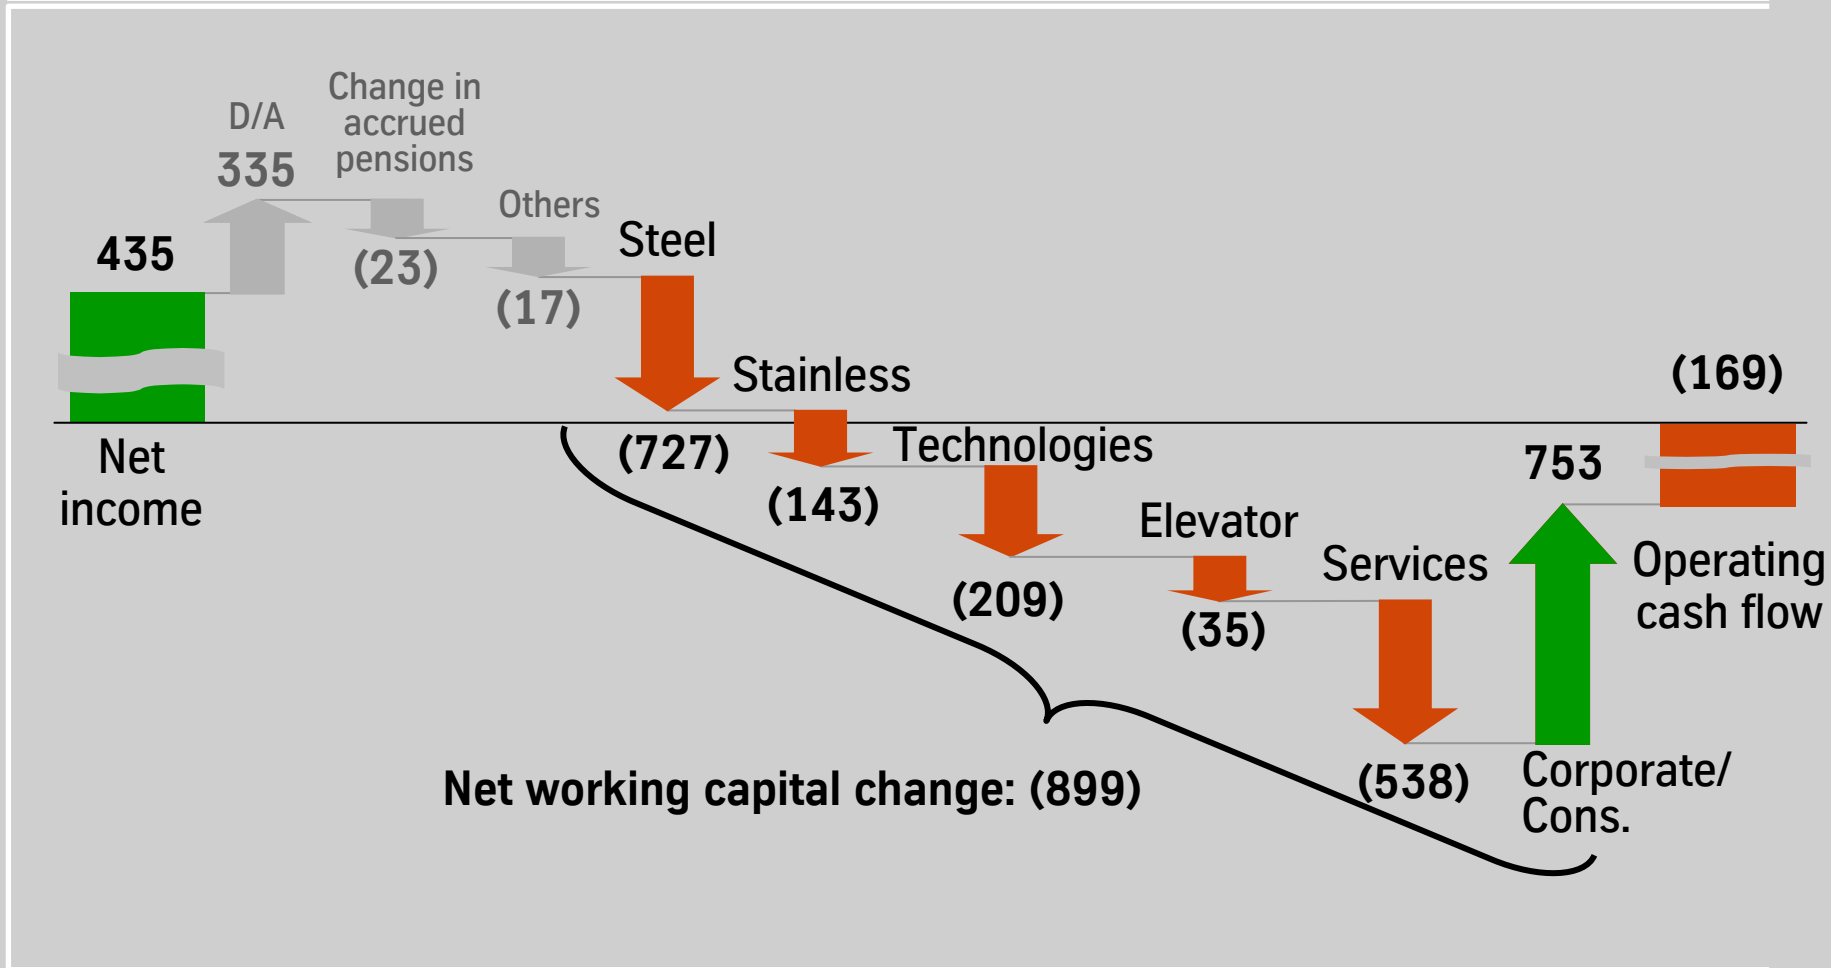 Net
income
435
D/A
335
Change in
accrued
pensions
(23)
Others
(17)
Steel
(727)
Stainless
(143)
Technologies
(209)
Elevator
(35)
Services
(538)
753
Corporate/
Cons.
(169)
Operating
cash flow
Net working capital change: (899)